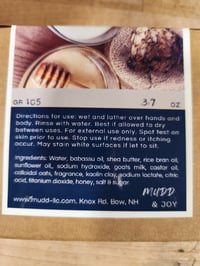 GR 105 3.7 OZ
Directions for use: wet and lather over hands and
body. Rinse with water. Best if allowed to dry
between uses. For external use only. Spot test on
skin prior to use. Stop use if redness or itching
occur. May stain white surfaces if let to sit.
Ingredients: Water, babassu oil, shea butter, rice bran oil,
sunflower oil, sodium hydroxide, goats milk, castor oil,
colloidal oats, fragrance, kaolin clay, sodium lactate, citric
acid, titanium dioxide, honey, salt & sugar.
MUDD
& JOY
www.mudd-llc.com, Knox Rd. Bow, NH